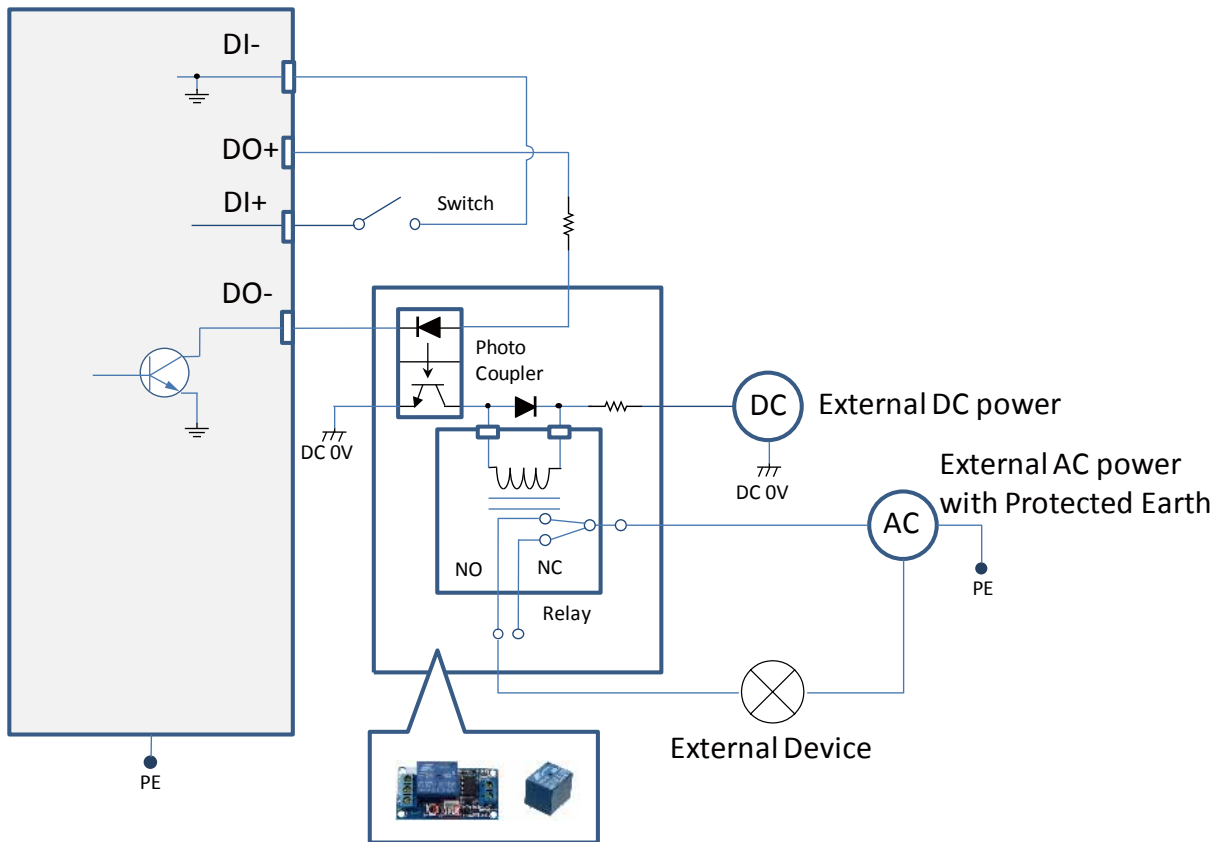 DI-
DO+
DI+
Switch
DO-
Photo
Coupler
DC
External DC power
DC 0V
DC 0V
External AC power
with Protected Earth
AC
NO
NC
PE
Relay
External Device
PE